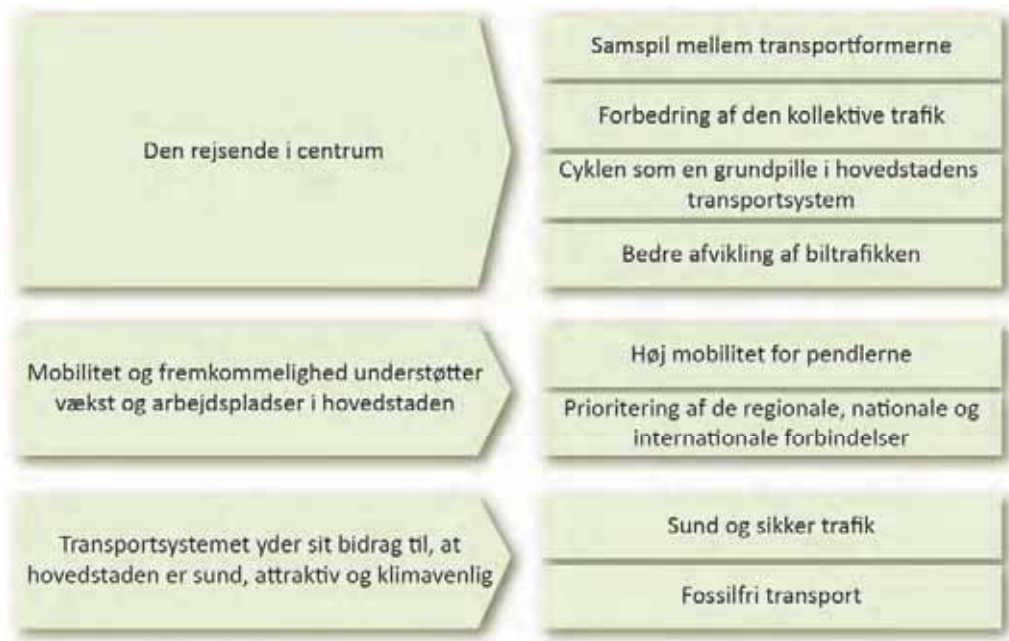 Den rejsende i centrum
Samspil mellem transportformerne
Forbedring af den kollektive trafik
Cyklen som en grundpille i hovedstadens
transportsystem
Bedre afvikling af biltrafikken
Mobilitet og fremkommelighed understøtter
vækst og arbejdspladser i hovedstaden
Høj mobilitet for pendlerne
Prioritering af de regionale, nationale og
internationale forbindelser
Transportsystemet yder sit bidrag til, at
hovedstaden er sund, attraktiv og klimavenlig
Sund og sikker trafik
Fossilfri transport